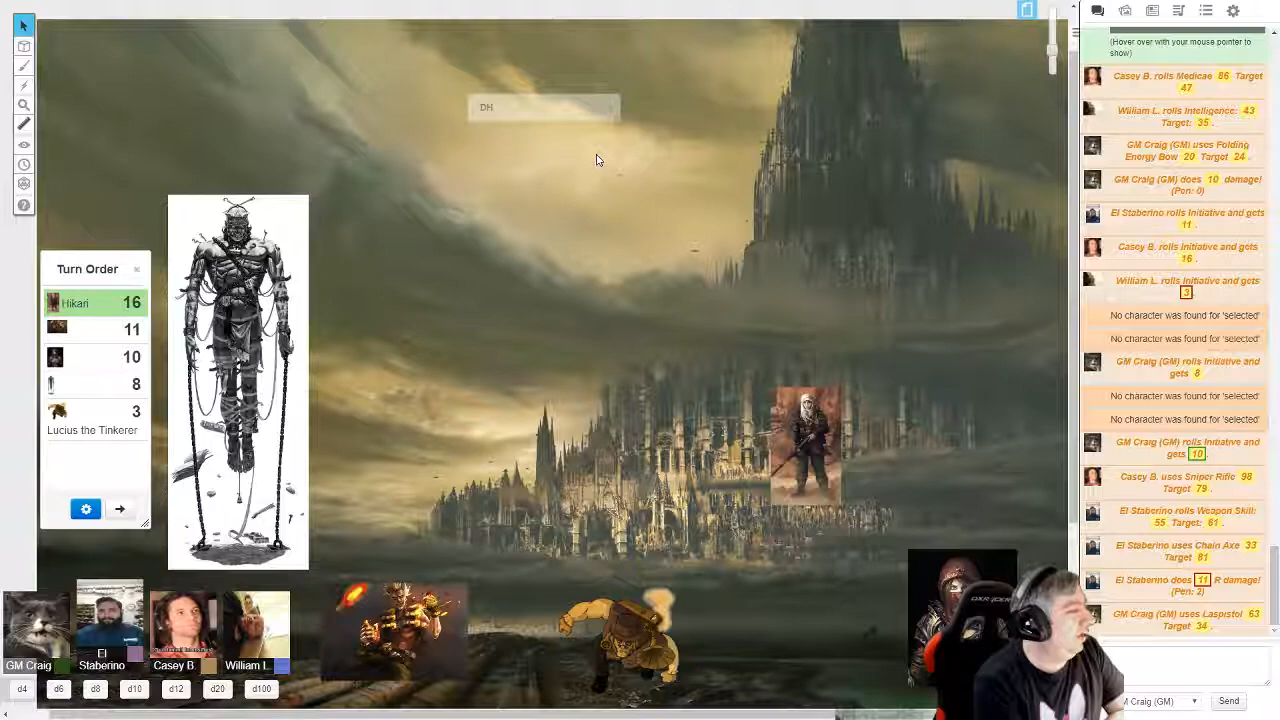 DH
Turn Order ×
Hikari 16
11
10
8
3
Lucius the Tinkerer
GM Craig
El
Staberino
Casey B
William L.
d4 d6 d8 d10 d12 d20 d100
(Hover over with your mouse pointer to
show)
Casey B. rolls Medicae 86 Target
47
William L. rolls Intelligence: 43
Target: 35 .
GM Craig (GM) uses Folding
Energy Bow 20 Target 24 .
GM Craig (GM) does 10 damage!
(Pen: 0)
El Staberino rolls Initiative and gets
11 .
Casey B. rolls Initiative and gets
16 .
William L. rolls Initiative and gets
3 .
No character was found for 'selected'
No character was found for 'selected'
GM Craig (GM) rolls Initiative and
gets 8 .
No character was found for 'selected'
No character was found for 'selected'
GM Craig (GM) rolls Initiative and
gets 10 .
Casey B. uses Sniper Rifle 98
Target 79 .
El Staberino rolls Weapon Skill:
55 Target: 61 .
El Staberino uses Chain Axe 33
Target 81
El Staberino does 11 R damage!
(Pen: 2)
GM Craig (GM) uses Laspistol 63
Target 34 .
M Craig (GM)
Send